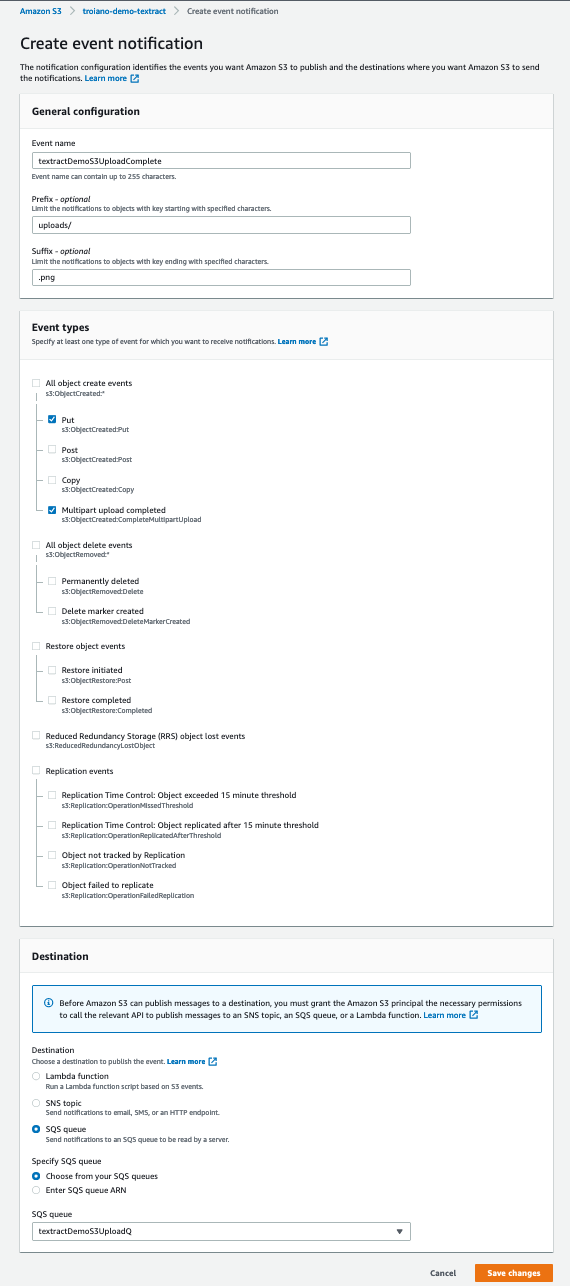 Amazon S3 > troiano-demo-textract > Create event notification
Create event notification
The notification configuration identifies the events you want Amazon S3 to publish and the destinations where you want Amazon S3 to send
the notifications. Learn more
General configuration
Event name
textractDemoS3UploadComplete
Event name can contain up to 255 characters.
Prefix - optional
Limit the notifications to objects with key starting with specified characters.
uploads/
Suffix - optional
Limit the notifications to objects with key ending with specified characters.
.png
Event types
Specify at least one type of event for which you want to receive notifications. Learn more
All object create events
s3:ObjectCreated:*
Put
s3:ObjectCreated:Put
Post
s3:ObjectCreated:Post
Copy
s3:ObjectCreated:Copy
Multipart upload completed
s3:ObjectCreated:CompleteMultipartUpload
All object delete events
s3:ObjectRemoved:*
Permanently deleted
s3:ObjectRemoved:Delete
Delete marker created
s3:ObjectRemoved:DeleteMarkerCreated
Restore object events
Restore initiated
s3:ObjectRestore:Post
Restore completed
s3:ObjectRestore:Completed
Reduced Redundancy Storage (RRS) object lost events
s3:ReducedRedundancyLostObject
Replication events
Replication Time Control: Object exceeded 15 minute threshold
s3:Replication:OperationMissedThreshold
Replication Time Control: Object replicated after 15 minute threshold
s3:Replication:OperationReplicatedAfterThreshold
Object not tracked by Replication
s3:Replication:OperationNotTracked
Object failed to replicate
s3:Replication:OperationFailedReplication
Destination
Before Amazon S3 can publish messages to a destination, you must grant the Amazon S3 principal the necessary permissions
to call the relevant API to publish messages to an SNS topic, an SQS queue, or a Lambda function. Learn more
Destination
Choose a destination to publish the event. Learn more
Lambda function
Run a Lambda function script based on S3 events.
SNS topic
Send notifications to email, SMS, or an HTTP endpoint.
SQS queue
Send notifications to an SQS queue to be read by a server.
Specify SQS queue
Choose from your SQS queues
Enter SQS queue ARN
SQS queue
textractDemoS3UploadQ
Cancel Save changes